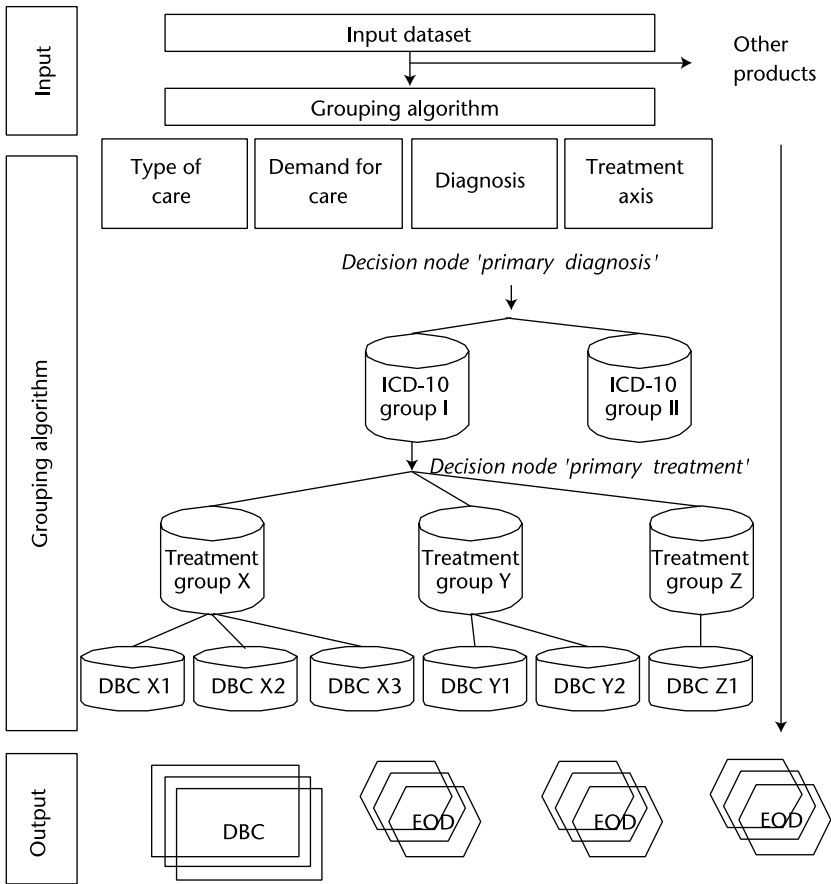 Input
Input dataset
Other
products
Grouping algorithm
Grouping algorithm
Type of
care
Demand for
care
Diagnosis
Treatment
axis
Decision node 'primary diagnosis'
ICD-10
group I
ICD-10
group II
Decision node 'primary treatment'
Treatment
group X
Treatment
group Y
Treatment
group Z
DBC X1
DBC X2
DBC X3
DBC Y1
DBC Y2
DBC Z1
Output
DBC
EOD
EOD
EOD